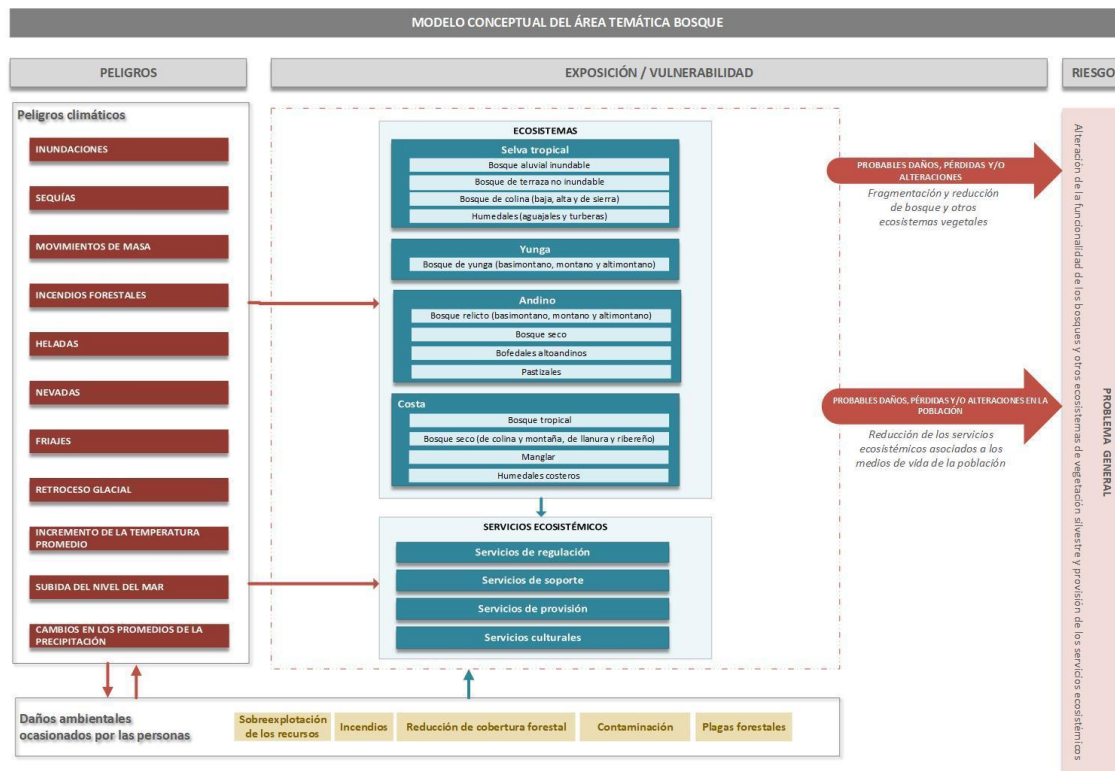 MODELO CONCEPTUAL DEL ÁREA TEMÁTICA BOSQUE
PELIGROS
EXPOSICIÓN / VULNERABILIDAD
RIESGO
Peligros climáticos
INUNDACIONES
SEQUÍAS
MOVIMIENTOS DE MASA
INCENDIOS FORESTALES
HELADAS
NEVADAS
FRIAJES
RETROCESO GLACIAL
INCREMENTO DE LA TEMPERATURA
PROMEDIO
SUBIDA DEL NIVEL DEL MAR
CAMBIOS EN LOS PROMEDIOS DE LA
PRECIPITACIÓN
ECOSISTEMAS
Selva tropical
Bosque aluvial inundable
Bosque de terraza no inundable
Bosque de colina (baja, alta y de sierra)
Humedales (aguajales y turberas)
Yunga
Bosque de yunga (basimontano, montano y altimontano)
Andino
Bosque relicto (basimontano, montano y altimontano)
Bosque seco
Bofedales altoandinos
Pastizales
Costa
Bosque tropical
Bosque seco (de colina y montaña, de llanura y ribereño)
Manglar
Humedales costeros
SERVICIOS ECOSISTÉMICOS
Servicios de regulación
Servicios de soporte
Servicios de provisión
Servicios culturales
PROBABLES DAÑOS, PÉRDIDAS Y/O
ALTERACIONES
Fragmentación y reducción
de bosque y otros
ecosistemas vegetales
PROBABLES DAÑOS, PÉRDIDAS Y/O ALTERACIONES EN LA
POBLACIÓN
Reducción de los servicios
ecosistémicos asociados a los
medios de vida de la población
PROBLEMA GENERAL
Alteración de la funcionalidad de los bosques y otros ecosistemas de vegetación silvestre y provisión de los servicios ecosistémicos
Daños ambientales
ocasionados por las personas
Sobreexplotación
de los recursos
Incendios
Reducción de cobertura forestal
Contaminación
Plagas forestales